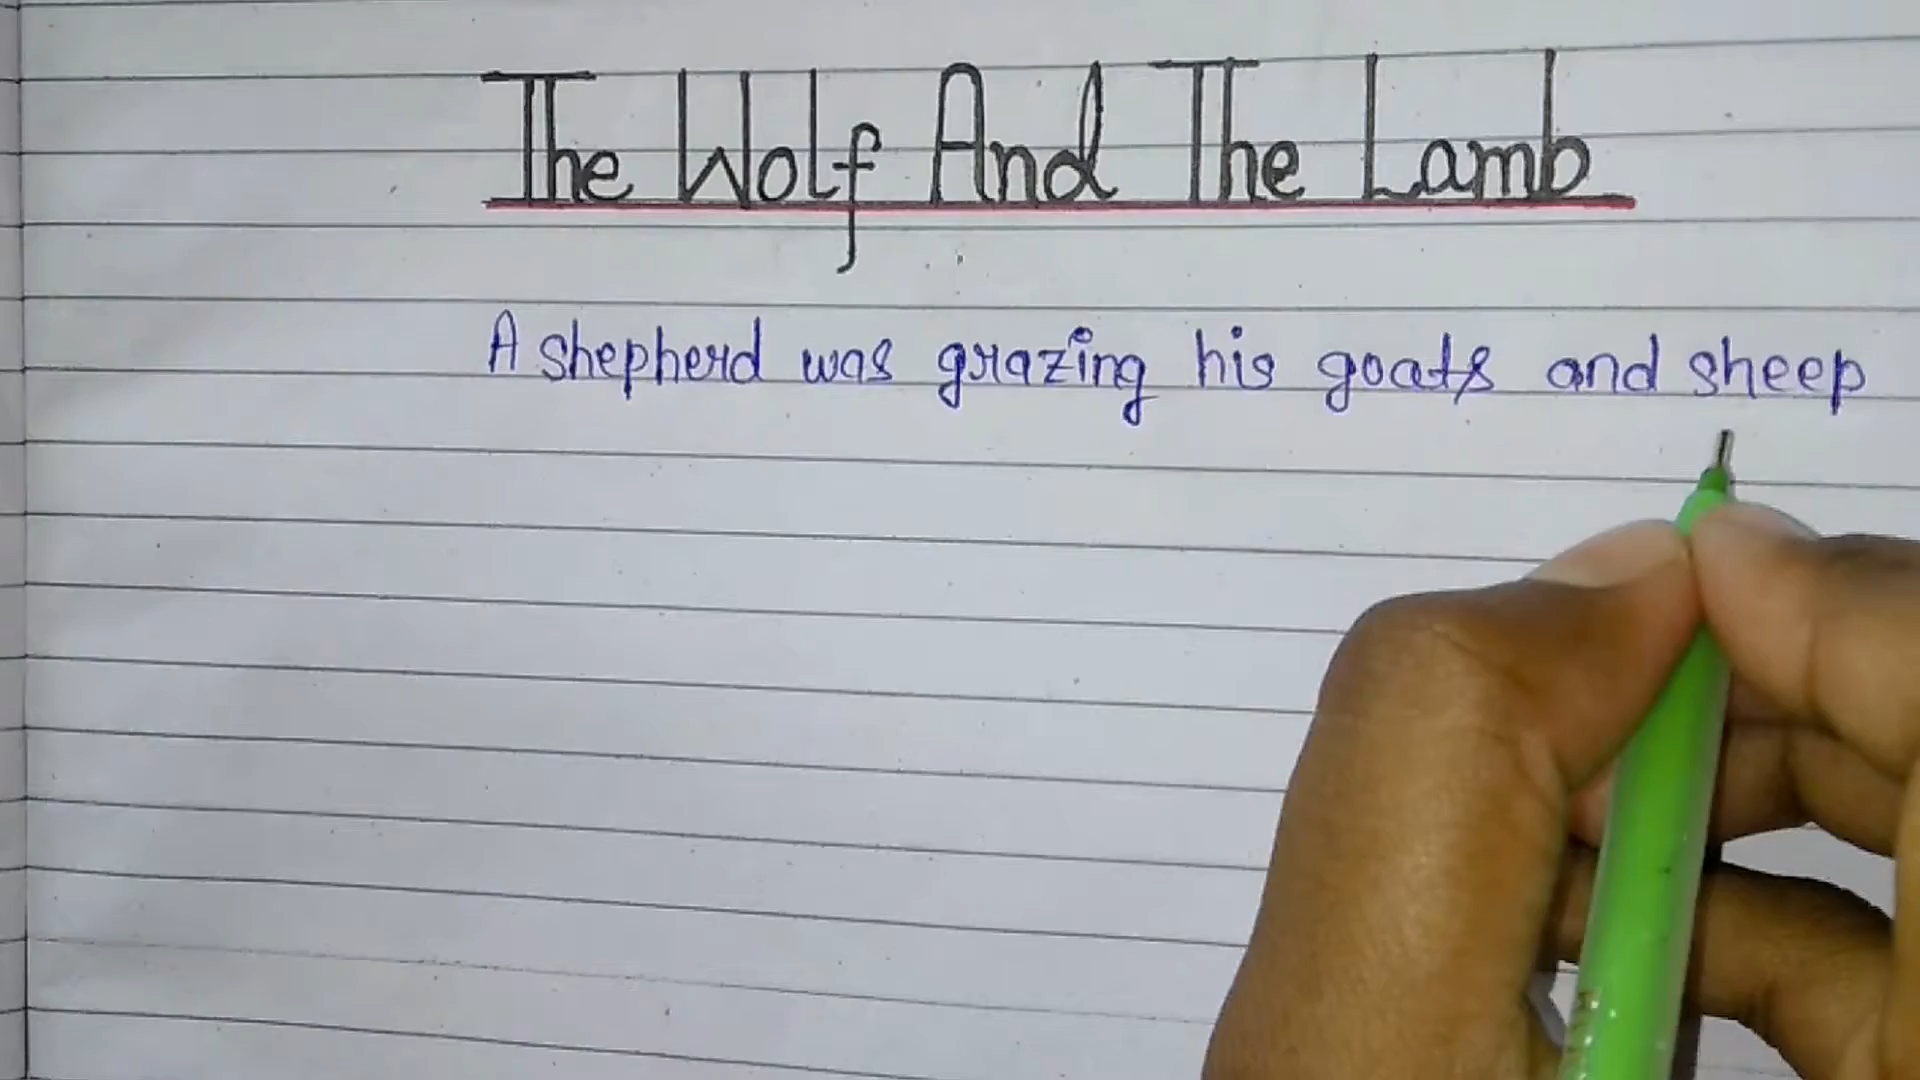 The Wolf And The Lamb
A shepherd was grazing his goats and sheep